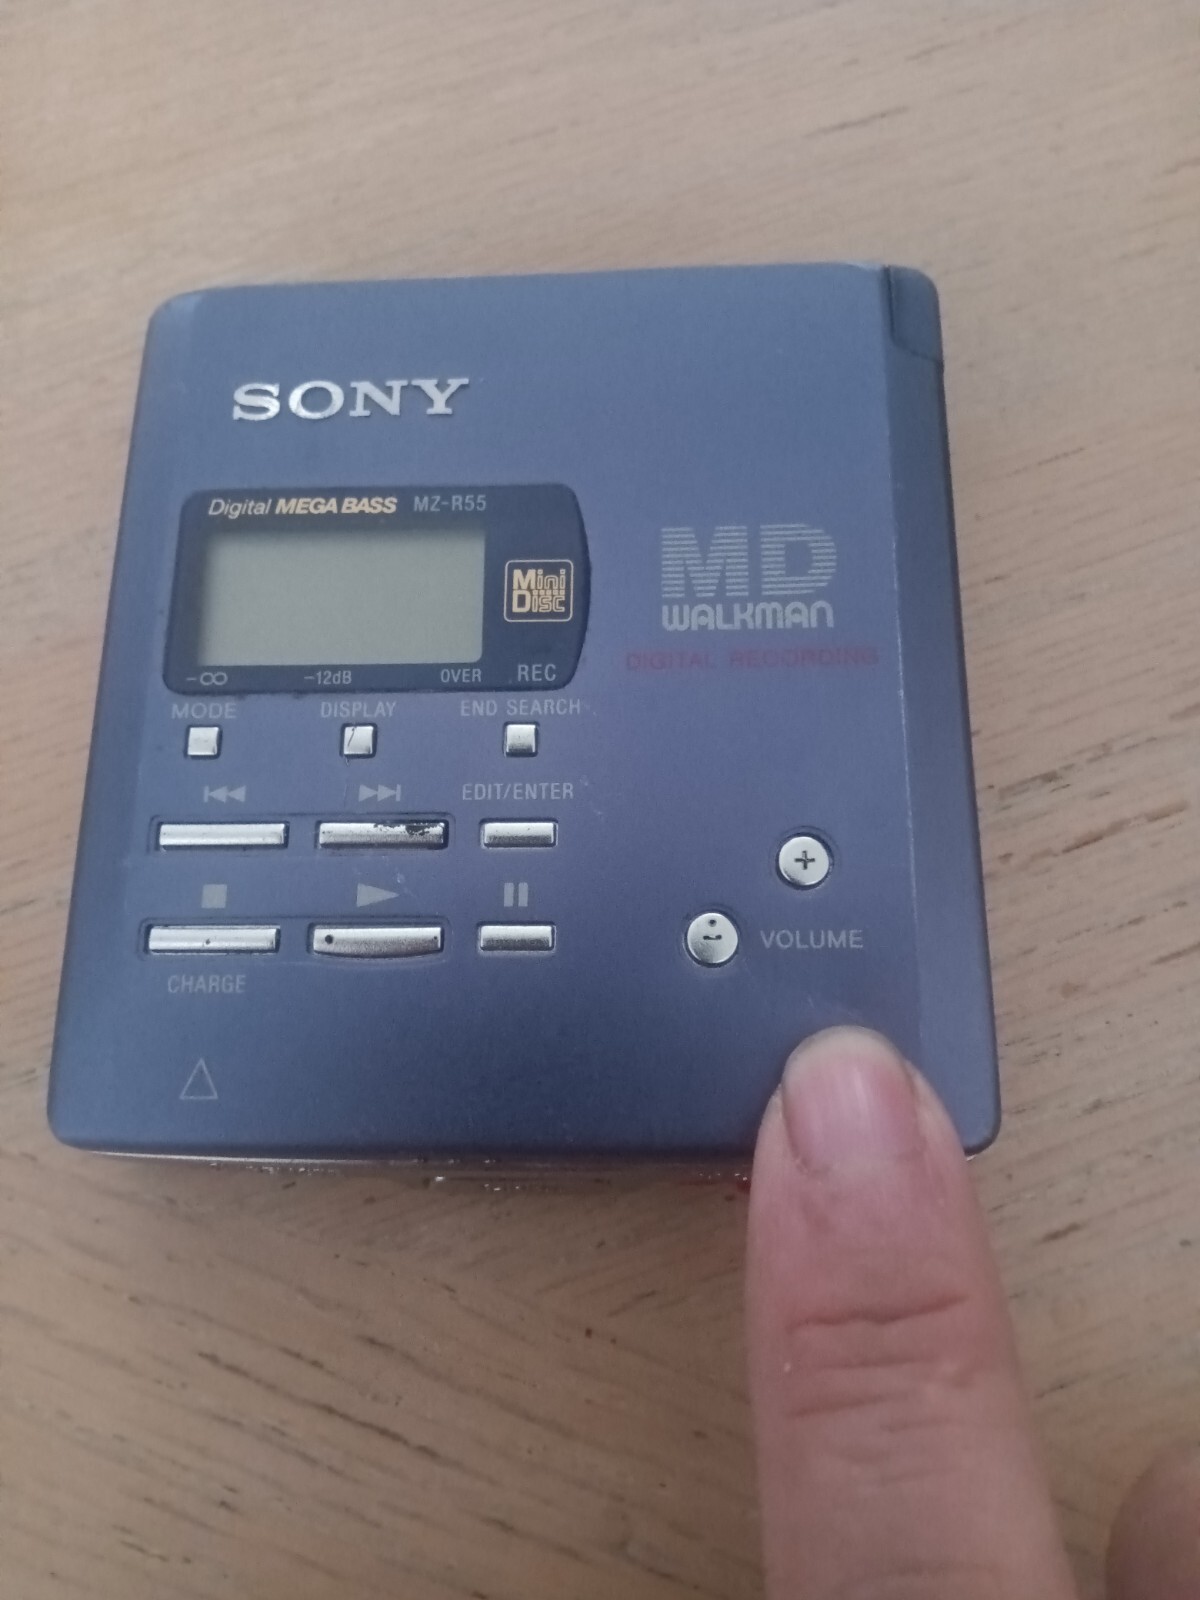 SONY
Digital MEGA BASS MZ-R55
Mini
Disc
-∞ -12dB OVER REC
MD
WALKMAN
DIGITAL RECORDING
MODE DISPLAY END SEARCH
EDIT/ENTER
+
-
VOLUME
CHARGE